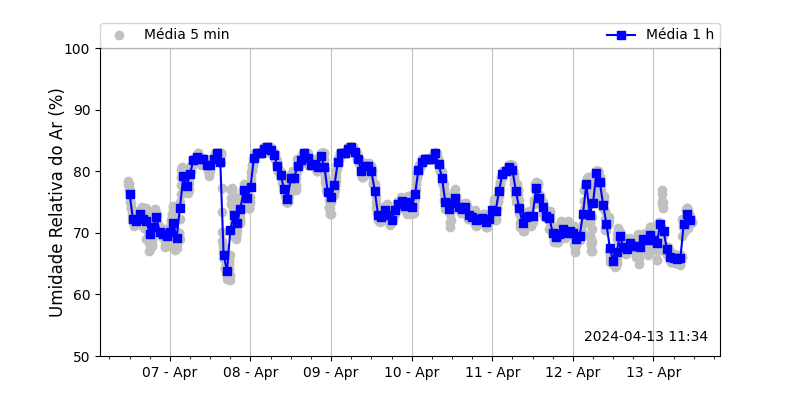 Média 5 min
Média 1 h
Umidade Relativa do Ar (%)
100
90
80
70
60
50
2024-04-13 11:34
07 - Apr
08 - Apr
09 - Apr
10 - Apr
11 - Apr
12 - Apr
13 - Apr